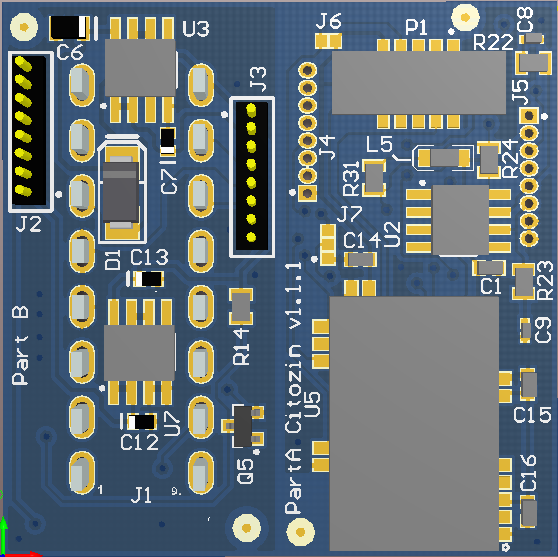 C6
U3
J6
P1
R22
C8
J3
J5
J4
L5
R24
R31
C7
J2
J7
U2
D1
C13
C14
C1
R23
Part B
R14
C9
PartA Citozin v1.1.1
U5
U7
C12
C15
Q5
C16
1
J1
9.